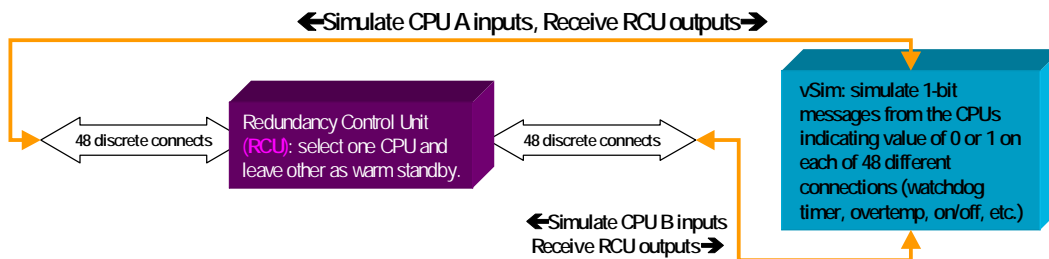 ←Simulate CPU A inputs, Receive RCU outputs→
48 discrete connects
Redundancy Control Unit
(RCU): select one CPU and
leave other as warm standby.
48 discrete connects
vSim: simulate 1-bit
messages from the CPUs
indicating value of 0 or 1 on
each of 48 different
connections (watchdog
timer, overtemp, on/off, etc.)
←Simulate CPU B inputs
Receive RCU outputs→